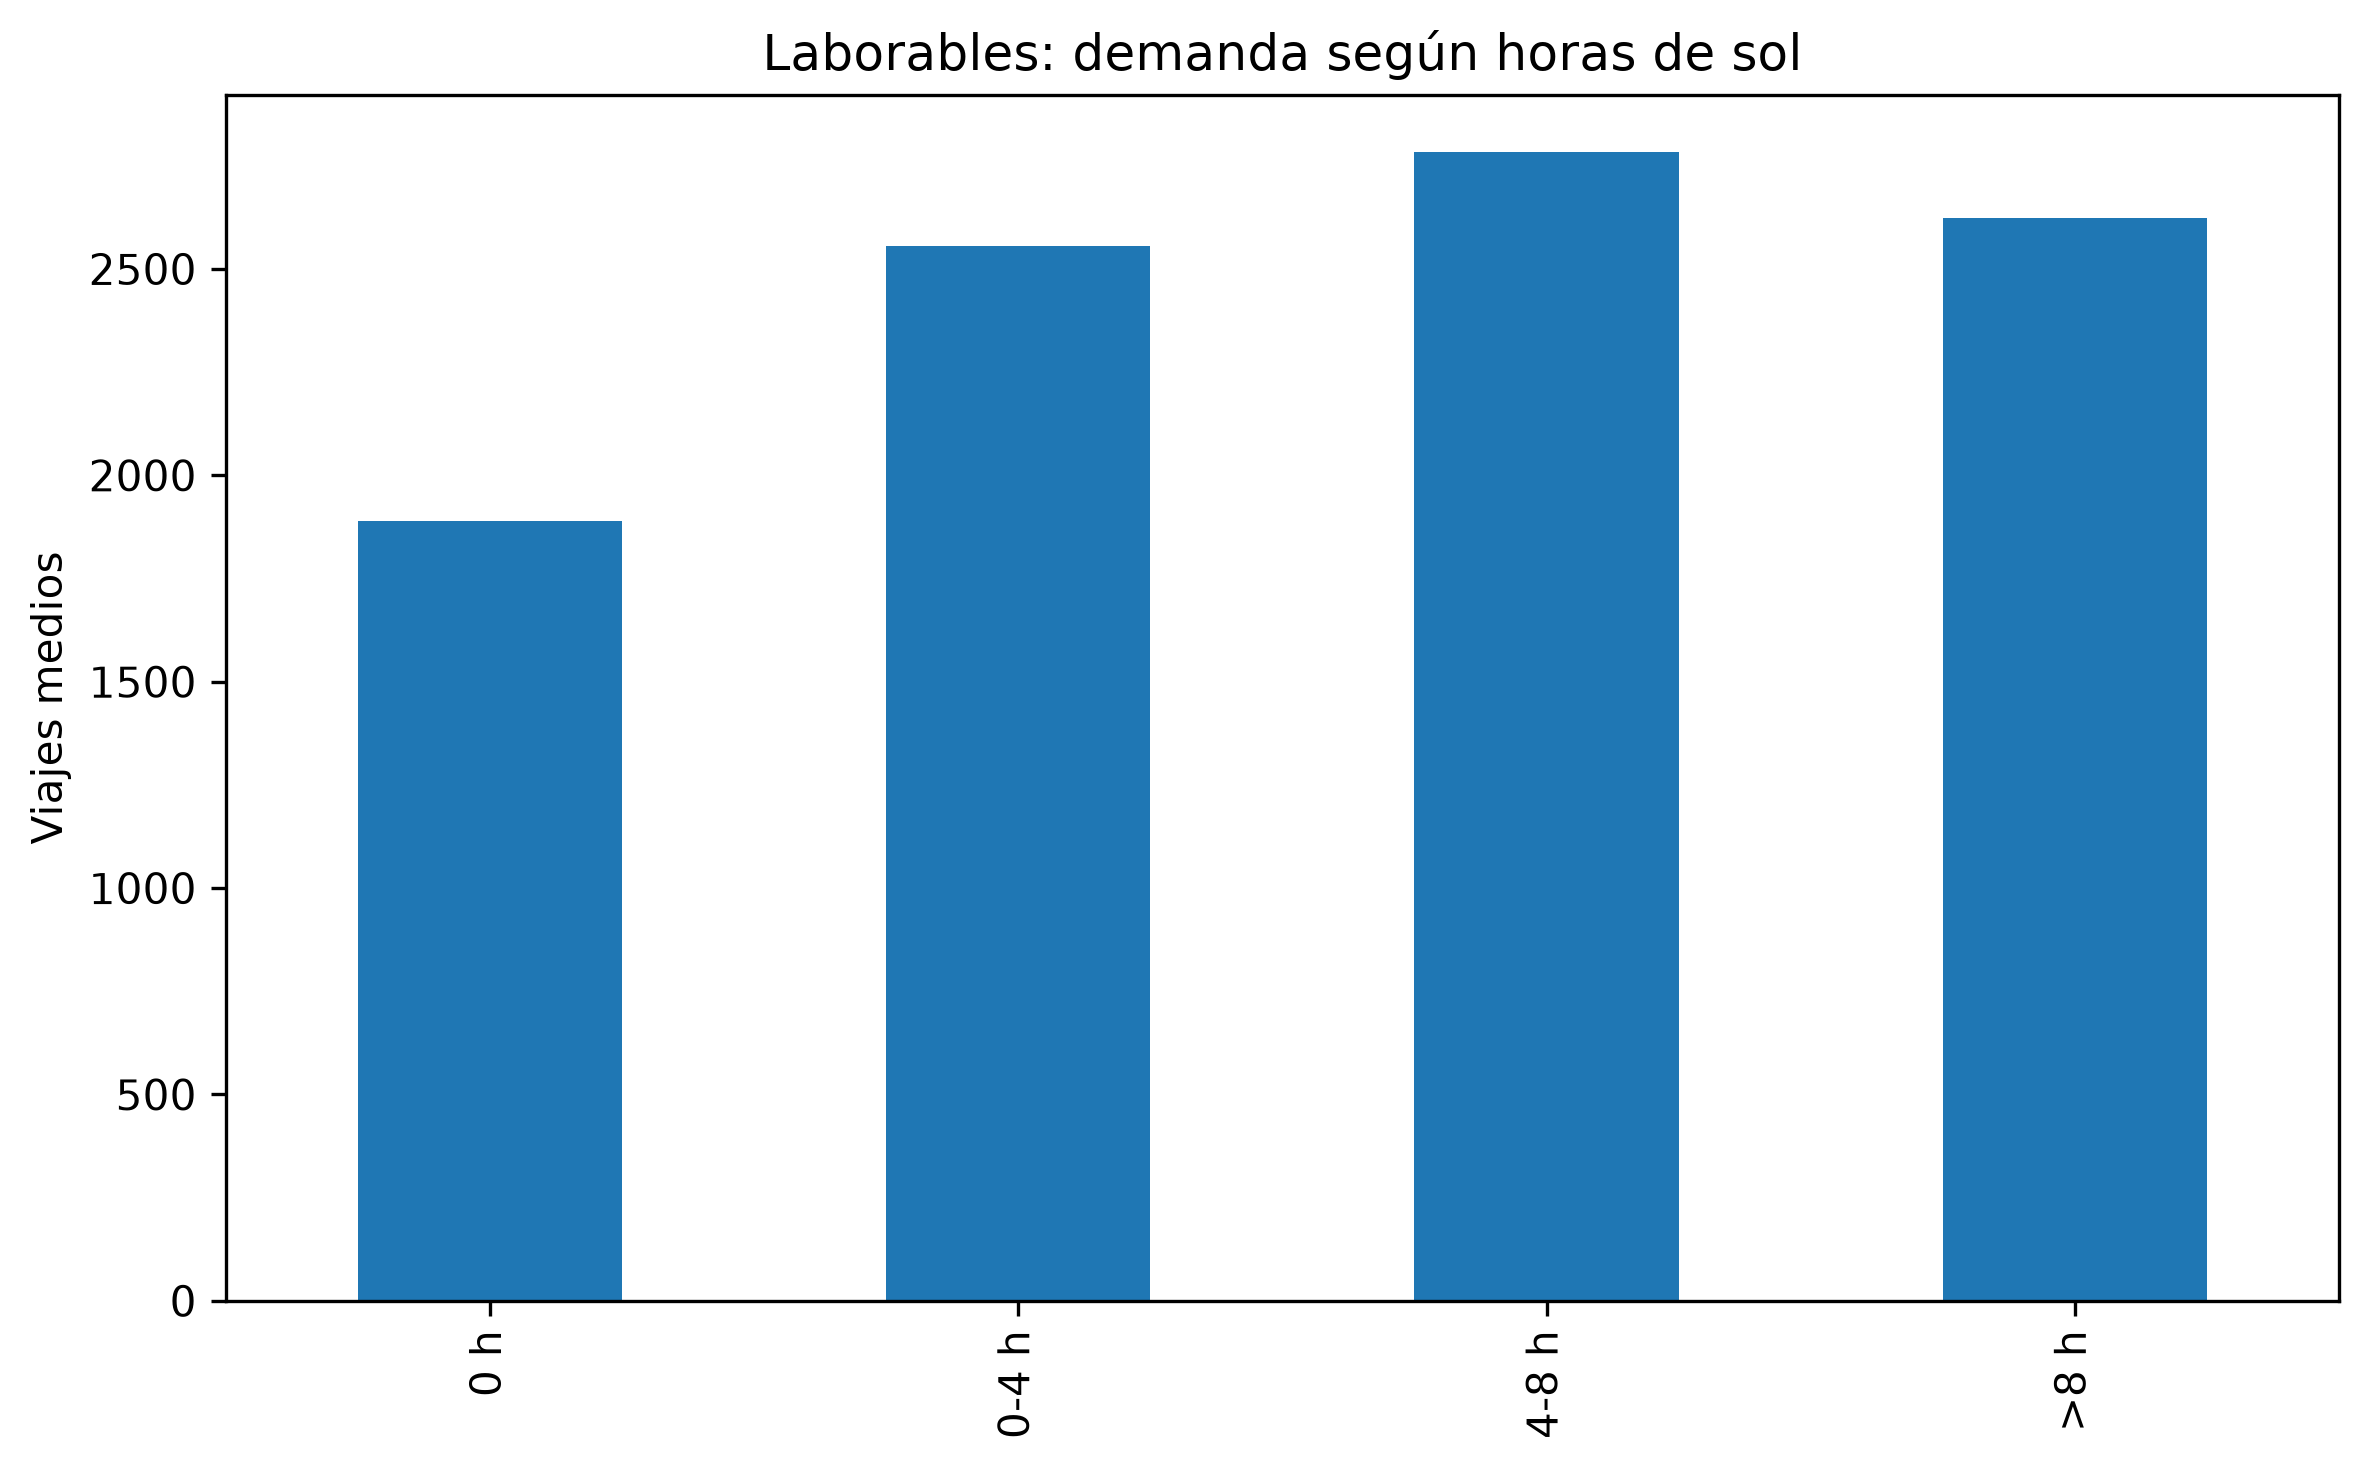 Laborables: demanda según horas de sol
Viajes medios
2500
2000
1500
1000
500
0
0 h
0-4 h
4-8 h
>8 h